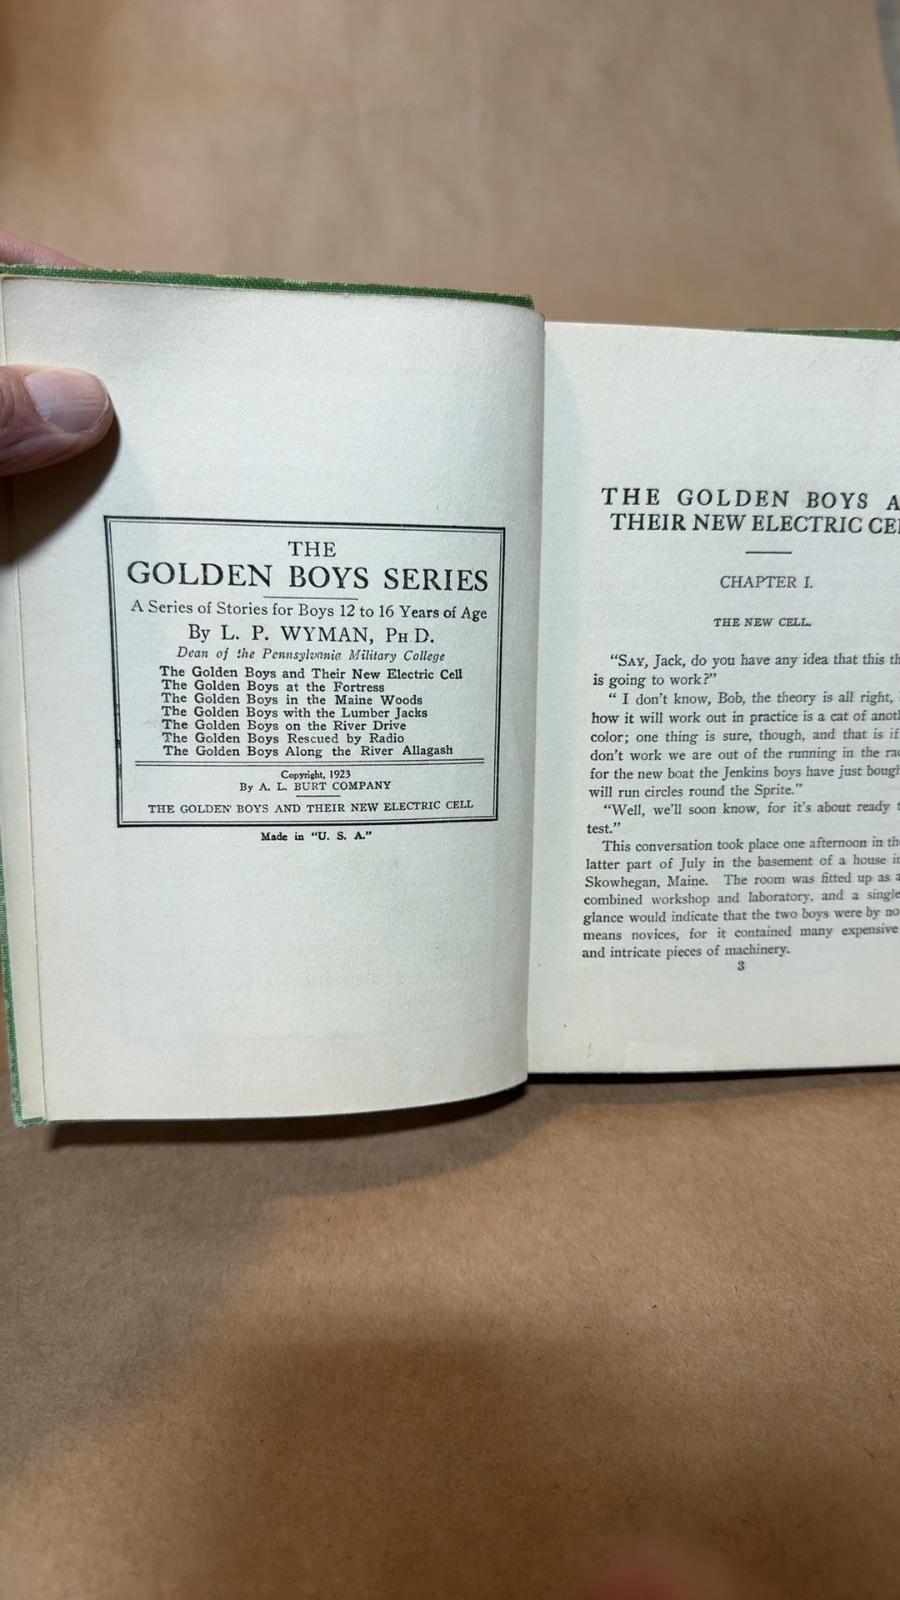 THE
GOLDEN BOYS SERIES
A Series of Stories for Boys 12 to 16 Years of Age
By L. P. WYMAN, PH.D.
Dean of the Pennsylvania Military College
The Golden Boys and Their New Electric Cell
The Golden Boys at the Fortress
The Golden Boys in the Maine Woods
The Golden Boys with the Lumber Jacks
The Golden Boys on the River Drive
The Golden Boys Rescued by Radio
The Golden Boys Along the River Allagash
Copyright, 1923
By A. L. BURT COMPANY
THE GOLDEN BOYS AND THEIR NEW ELECTRIC CELL
Made in "U. S. A."
THE GOLDEN BOYS
THEIR NEW ELECTRIC
CHAPTER I.
THE NEW CELL.
"SAY, Jack, do you have any idea that this
is going to work?"
" I don't know, Bob, the theory is all right,
how it will work out in practice is a cat of
color; one thing is sure, though, and that is if
don't work we are out of the running in the
for the new boat the Jenkins boys have just
will run circles round the Sprite."
"Well, we'll soon know, for it's about ready
test."
This conversation took place one afternoon in
latter part of July in the basement of a house
Skowhegan, Maine. The room was fitted up as
combined workshop and laboratory, and a single
glance would indicate that the two boys were by no
means novices, for it contained many expensive
and intricate pieces of machinery.
3